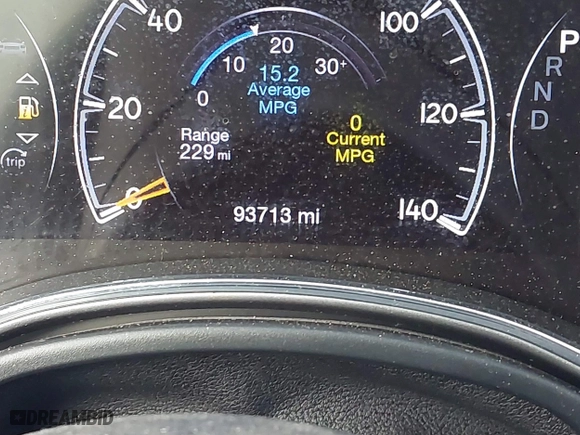 40
100
P
20
R
10
30+
15.2
Average
MPG
N
20
0
120
0
D
Range
229 mi
Current
MPG
trip
0
93713 mi
140
DREAMBID